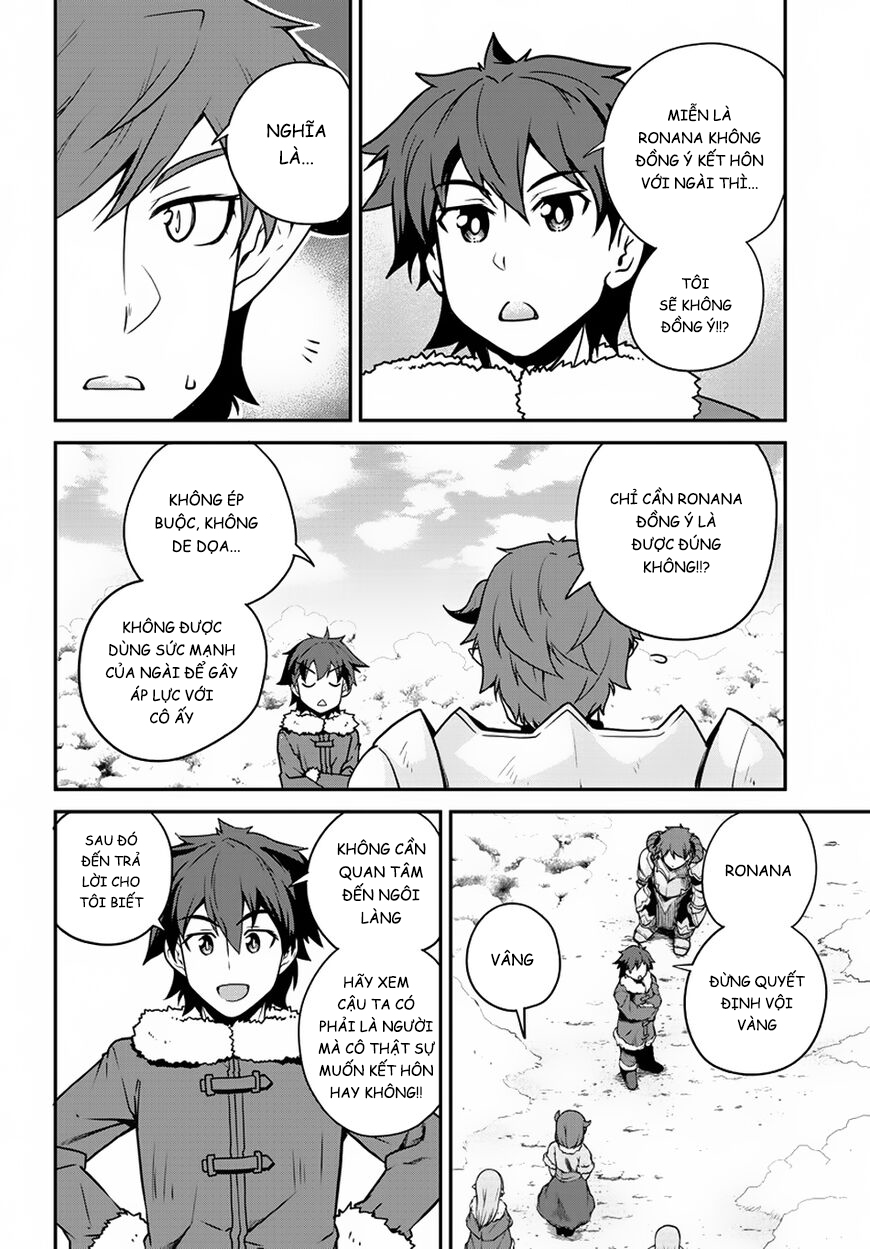 MIỄN LÀ
RONANA KHÔNG
ĐỒNG Ý KẾT HÔN
VỚI NGÀI THÌ...
TÔI
SẼ KHÔNG
ĐỒNG Ý!!?
NGHĨA
LÀ...
CHỈ CẦN RONANA
ĐỒNG Ý LÀ
ĐƯỢC ĐÚNG
KHÔNG!!?
KHÔNG ÉP
BUỘC, KHÔNG
DE DỌA...
KHÔNG ĐƯỢC
DÙNG SỨC MẠNH
CỦA NGÀI ĐỂ GÂY
ÁP LỰC VỚI
CÔ ẤY
RONANA
ĐỪNG QUYẾT
ĐỊNH VỘI
VÀNG
VÂNG
KHÔNG CẦN
QUAN TÂM
ĐẾN NGÔI
LÀNG
HÃY XEM
CẬU TA CÓ
PHẢI LÀ NGƯỜI
MÀ CÔ THẬT SỰ
MUỐN KẾT HÔN
HAY KHÔNG!!
SAU ĐÓ
ĐẾN TRẢ
LỜI CHO
TÔI BIẾT